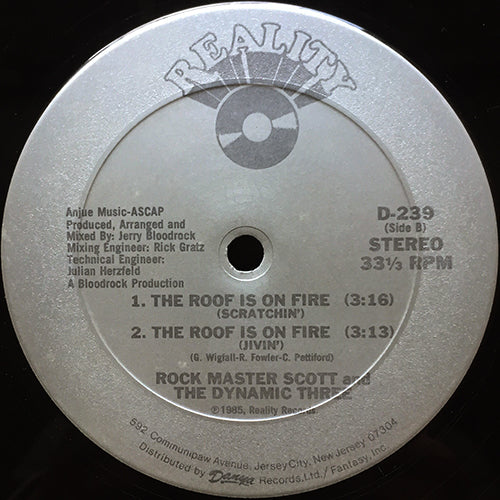 REALITY
Anjue Music-ASCAP
Produced, Arranged and
Mixed By: Jerry Bloodrock
Mixing Engineer: Rick Gratz
Technical Engineer:
Julian Herzfeld
A Bloodrock Production
D-239
(Side B)
STEREO
33⅓ RPM
1. THE ROOF IS ON FIRE (3:16)
(SCRATCHIN')
2. THE ROOF IS ON FIRE (3:13)
(JIVIN')
(G. Wigfall-R. Fowler-C. Pettiford)
ROCK MASTER SCOTT and
THE DYNAMIC THREE
℗1985, Reality Records.
592 Communipaw Avenue, Jersey City, New Jersey 07304
Distributed by Danya Records, Ltd./Fantasy, Inc.